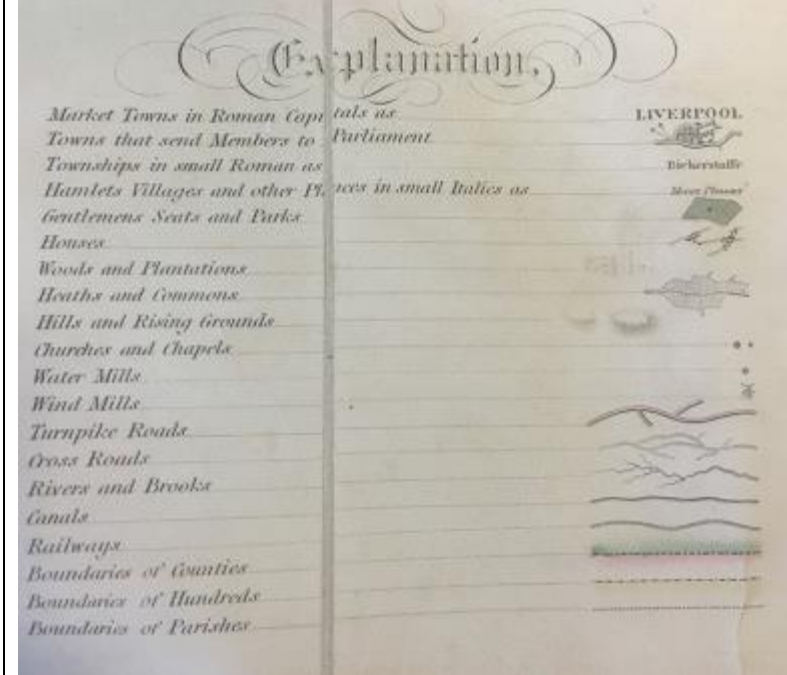 Explanation,
Market Towns in Roman Capitals as LIVERPOOL
Towns that send Members to Parliament
Townships in small Roman as Bickerstaffe
Hamlets Villages and other Places in small Italics as
Gentlemens Seats and Parks
Houses
Woods and Plantations
Heaths and Commons
Hills and Rising Grounds
Churches and Chapels
Water Mills
Wind Mills
Turnpike Roads
Cross Roads
Rivers and Brooks
Canals
Railways
Boundaries of Counties
Boundaries of Hundreds
Boundaries of Parishes